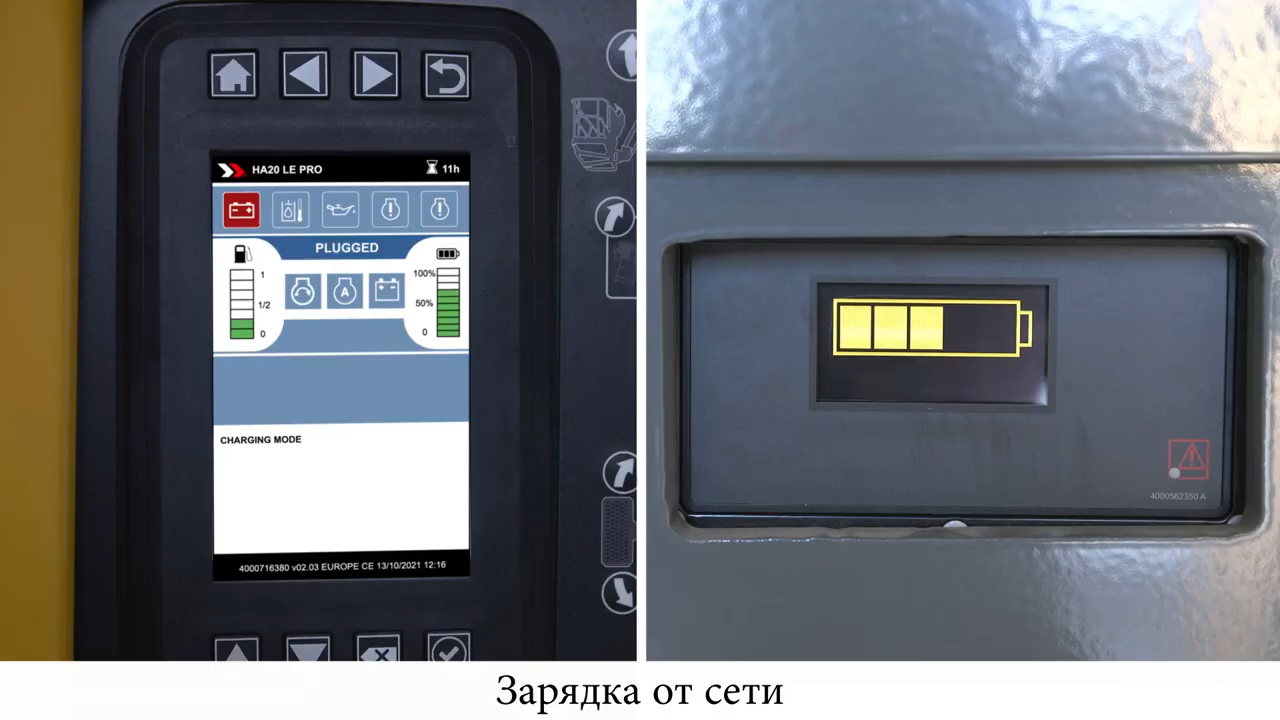 HA20 LE PRO
11h
PLUGGED
1
1/2
0
100%
50%
0
A
CHARGING MODE
4000716380 v02.03 EUROPE CE 13/10/2021 12:16
4000562350 A
Зарядка от сети